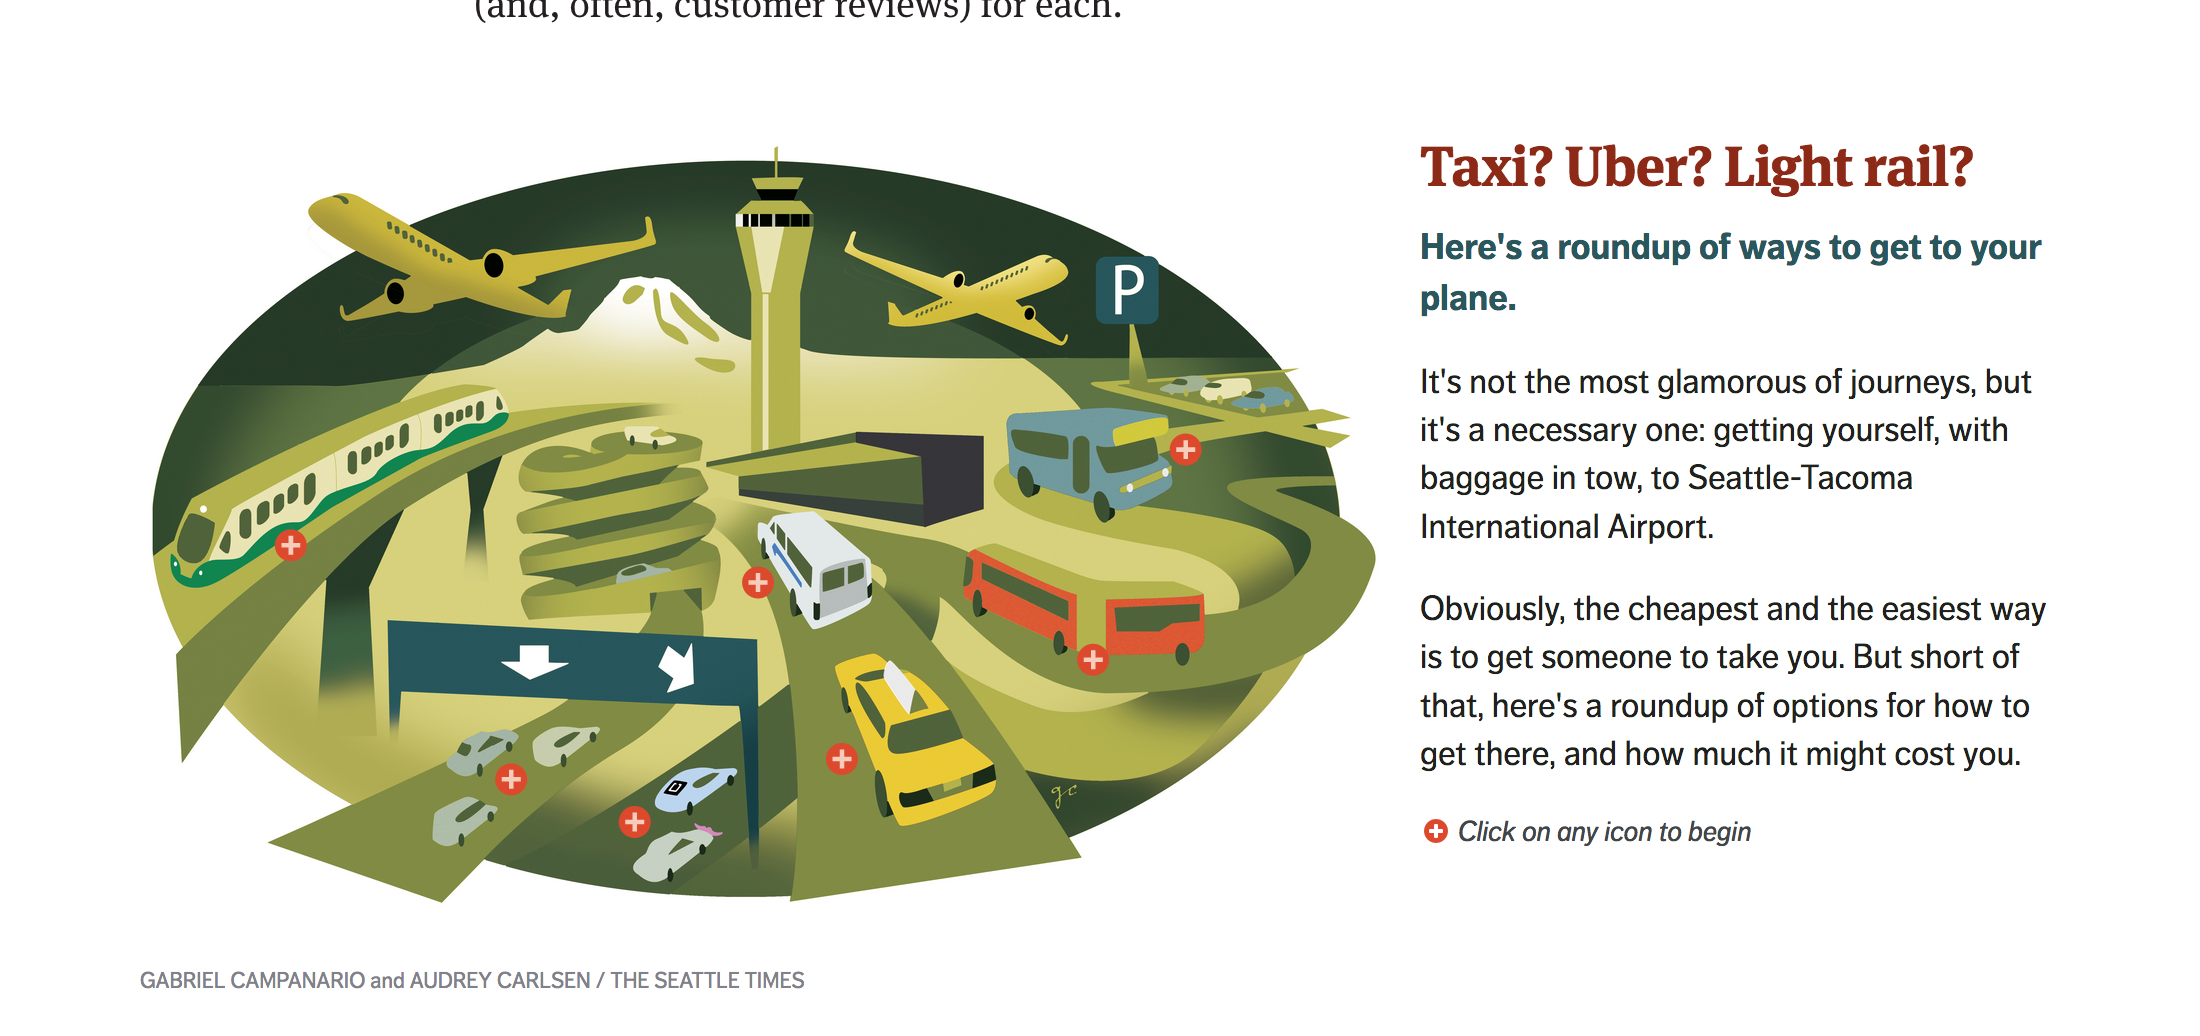 (and, often, customer reviews) for each.
P
Taxi? Uber? Light rail?
Here's a roundup of ways to get to your
plane.
It's not the most glamorous of journeys, but
it's a necessary one: getting yourself, with
baggage in tow, to Seattle-Tacoma
International Airport.
Obviously, the cheapest and the easiest way
is to get someone to take you. But short of
that, here's a roundup of options for how to
get there, and how much it might cost you.
Click on any icon to begin
gc
GABRIEL CAMPANARIO and AUDREY CARLSEN / THE SEATTLE TIMES